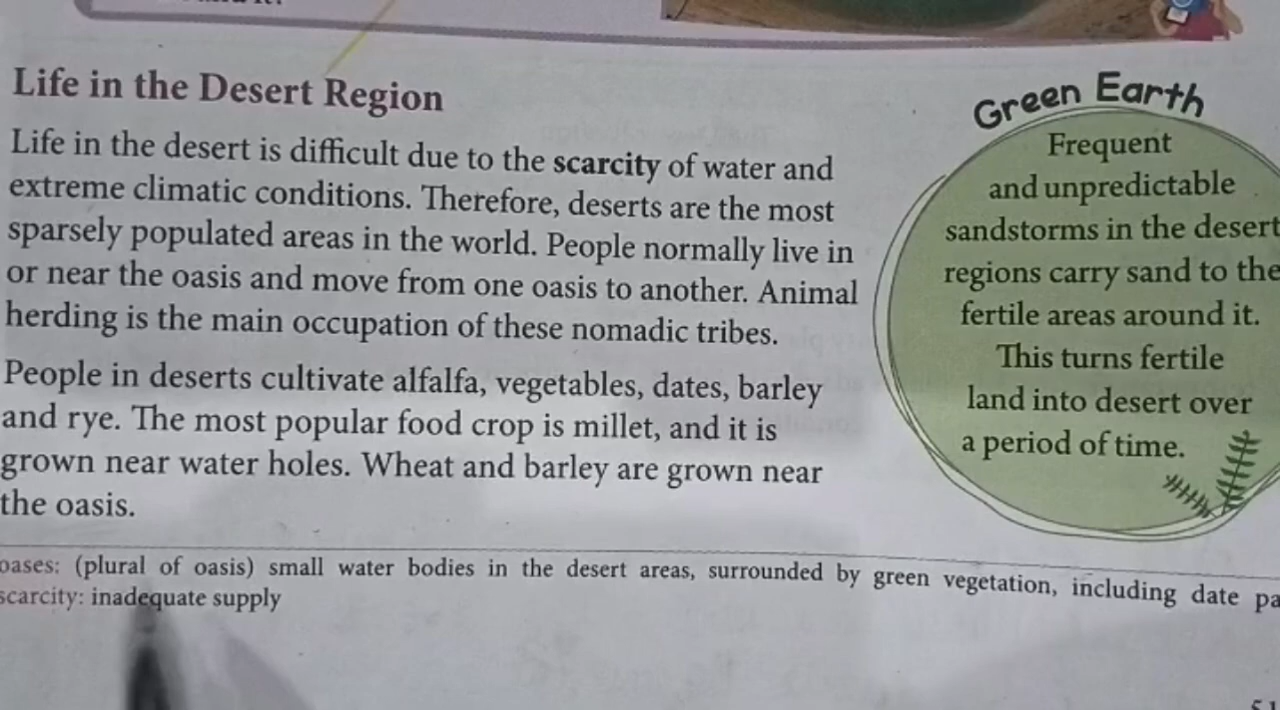 Life in the Desert Region
Life in the desert is difficult due to the scarcity of water and
extreme climatic conditions. Therefore, deserts are the most
sparsely populated areas in the world. People normally live in
or near the oasis and move from one oasis to another. Animal
herding is the main occupation of these nomadic tribes.
People in deserts cultivate alfalfa, vegetables, dates, barley
and rye. The most popular food crop is millet, and it is
grown near water holes. Wheat and barley are grown near
the oasis.
Green Earth
Frequent
and unpredictable
sandstorms in the desert
regions carry sand to the
fertile areas around it.
This turns fertile
land into desert over
a period of time.
oases: (plural of oasis) small water bodies in the desert areas, surrounded by green vegetation, including date pa
scarcity: inadequate supply